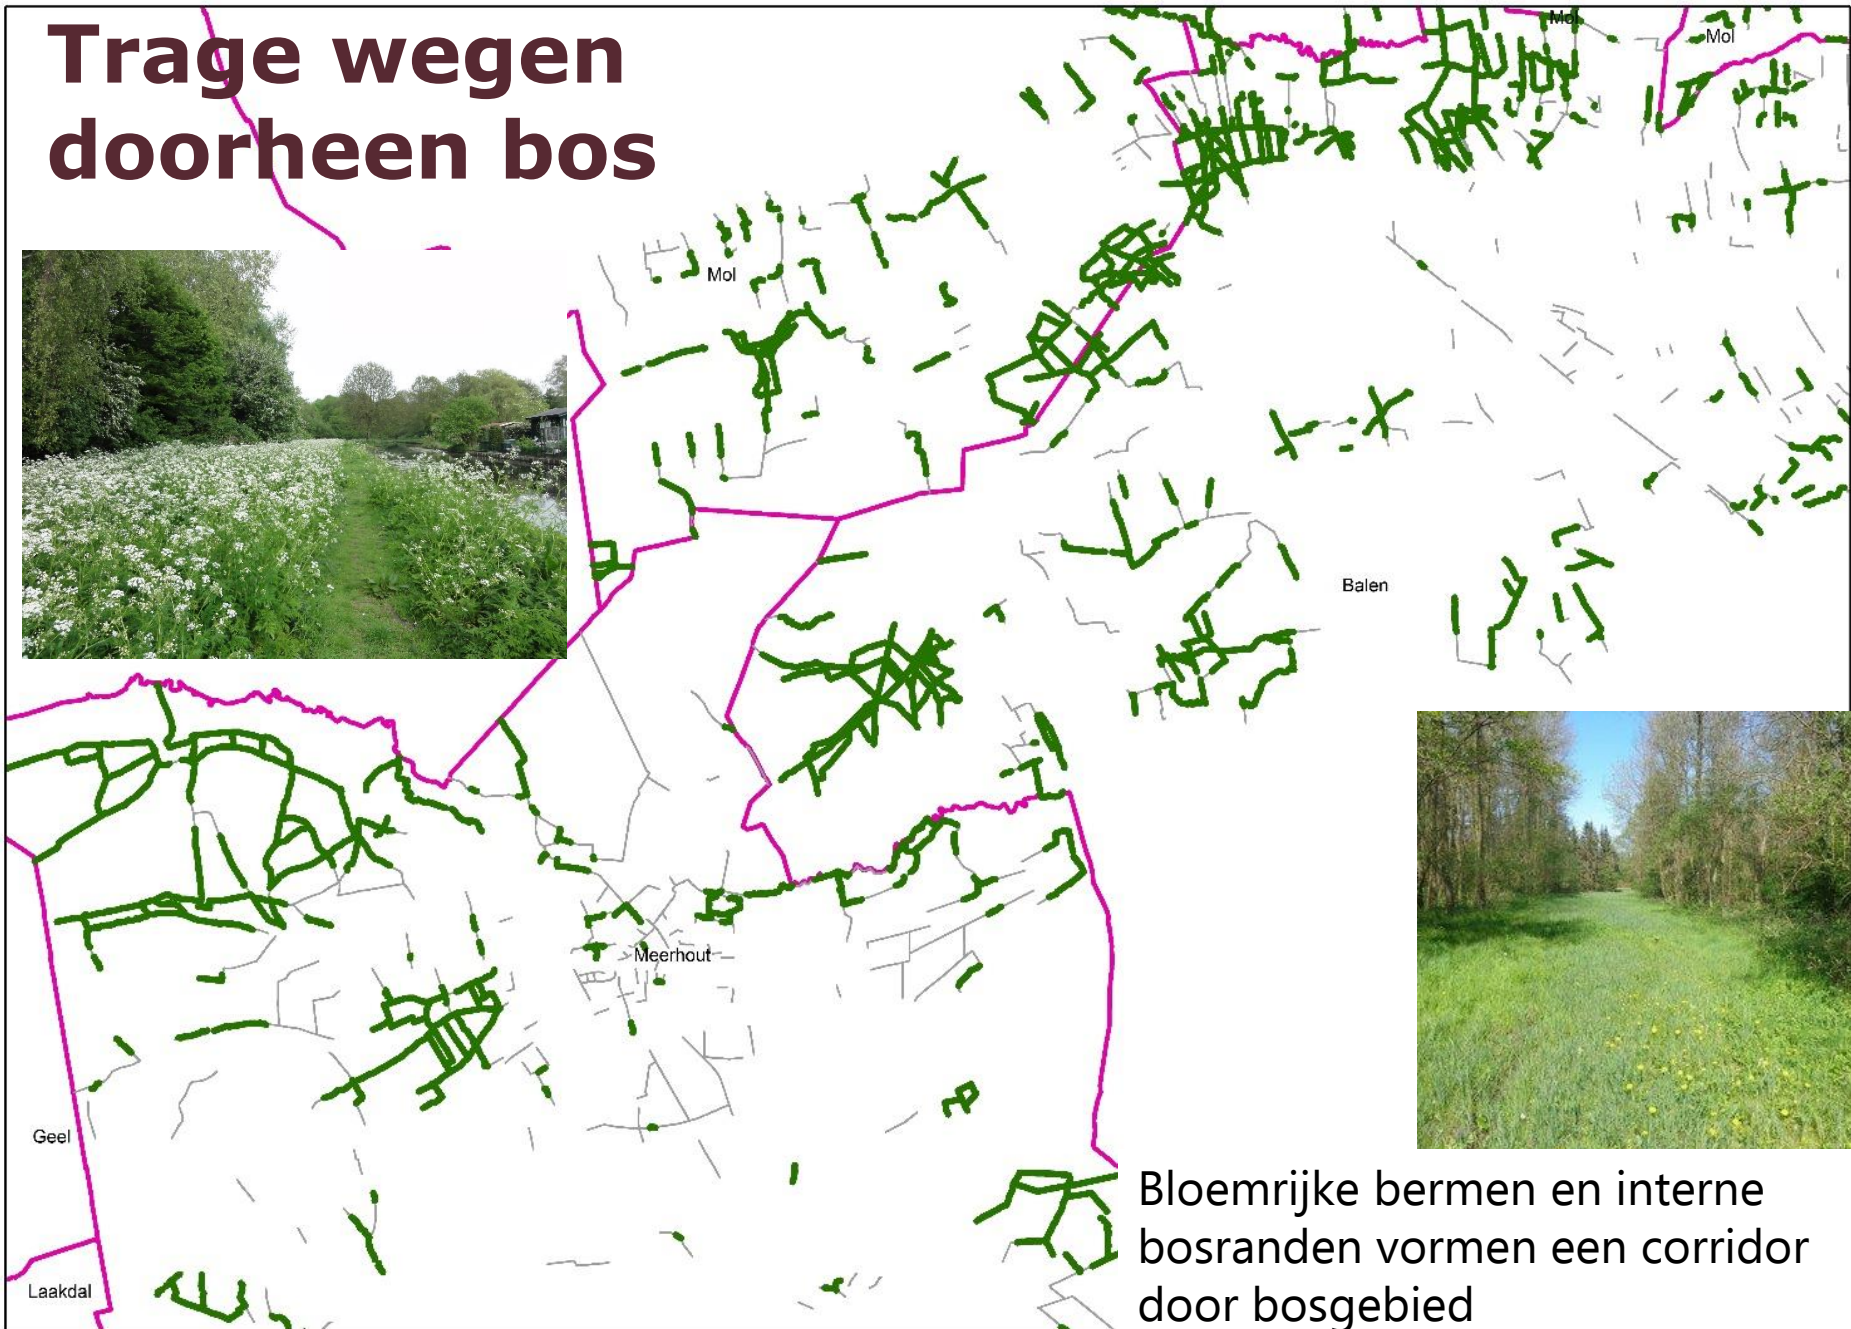 Trage wegen
doorheen bos
Mol
Mol
Mol
Balen
Meerhout
Geel
Laakdal
Bloemrijke bermen en interne
bosranden vormen een corridor
door bosgebied